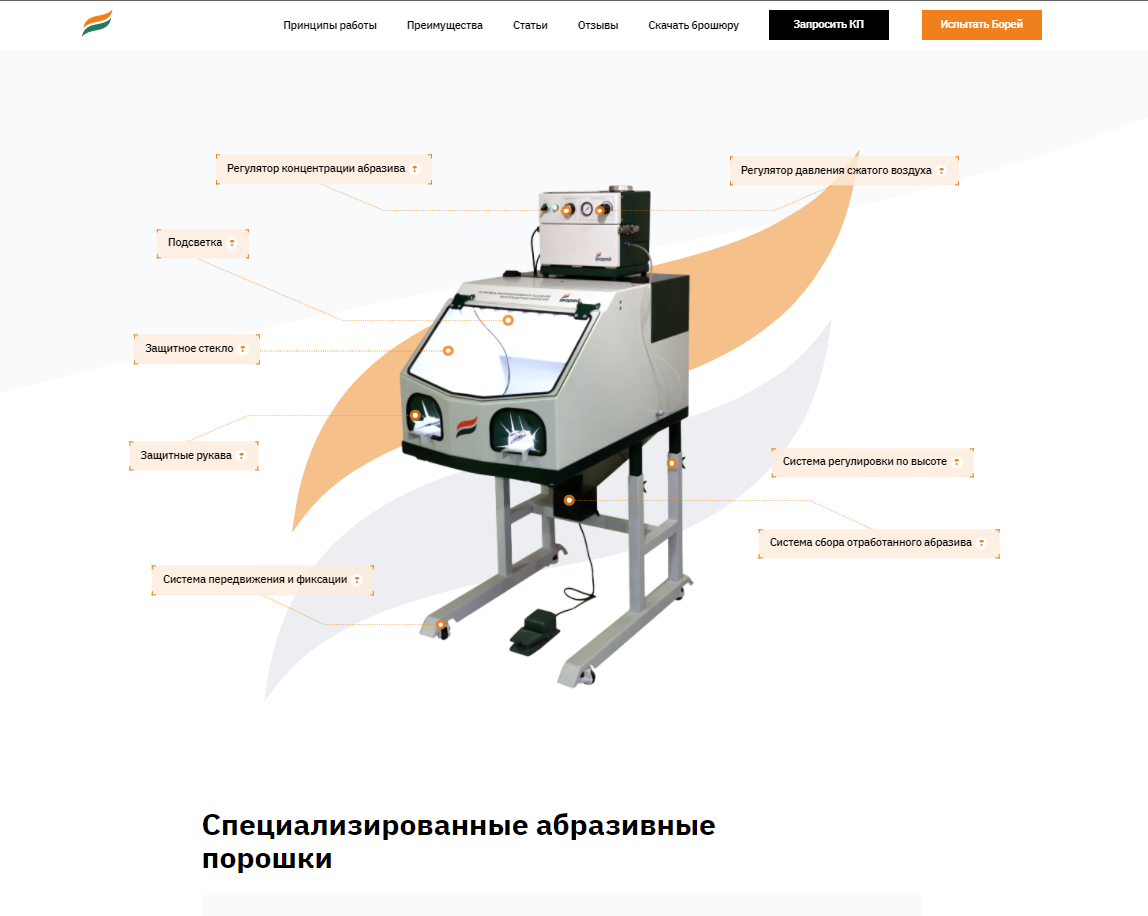 Принципы работы
Преимущества
Статьи
Отзывы
Скачать брошюру
Запросить КП
Испытать Борей
Регулятор концентрации абразива
Регулятор давления сжатого воздуха
Подсветка
Защитное стекло
Защитные рукава
Система регулировки по высоте
Система сбора отработанного абразива
Система передвижения и фиксации
Специализированные абразивные
порошки